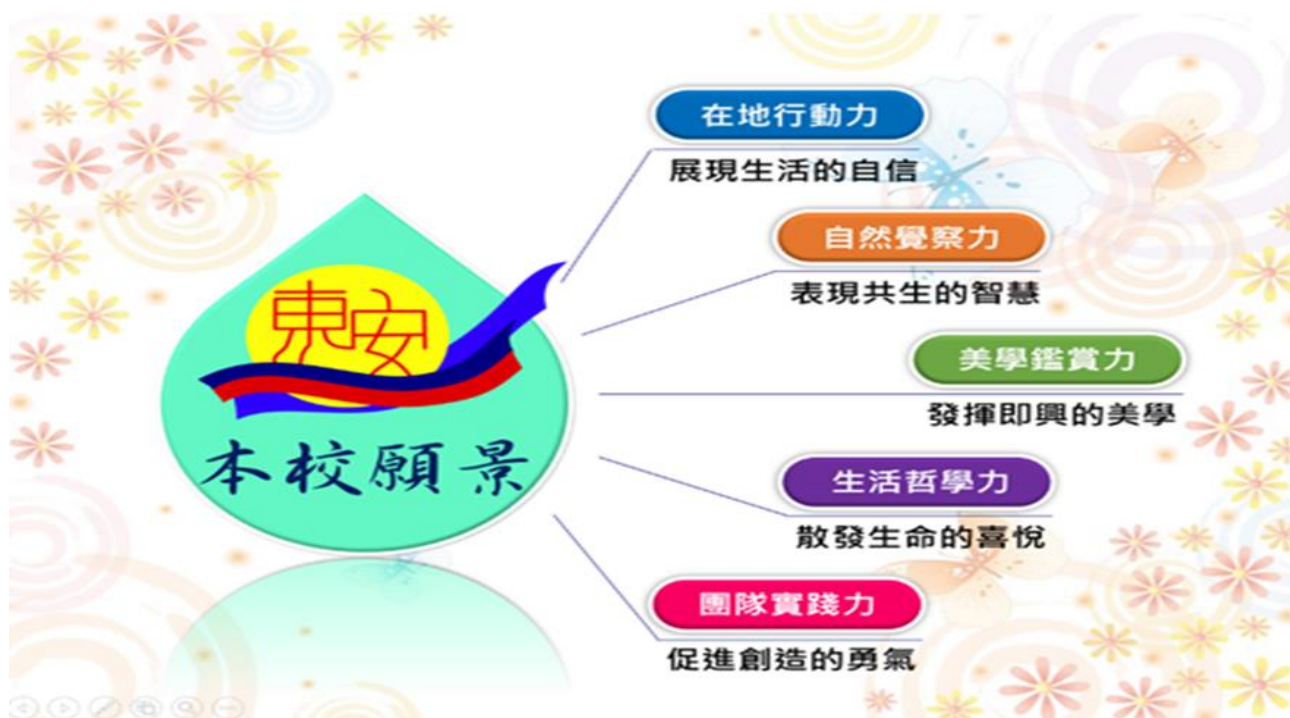 在地行動力
展現生活的自信
自然覺察力
表現共生的智慧
東安
美學鑑賞力
發揮即興的美學
本校願景
生活哲學力
散發生命的喜悅
團隊實踐力
促進創造的勇氣